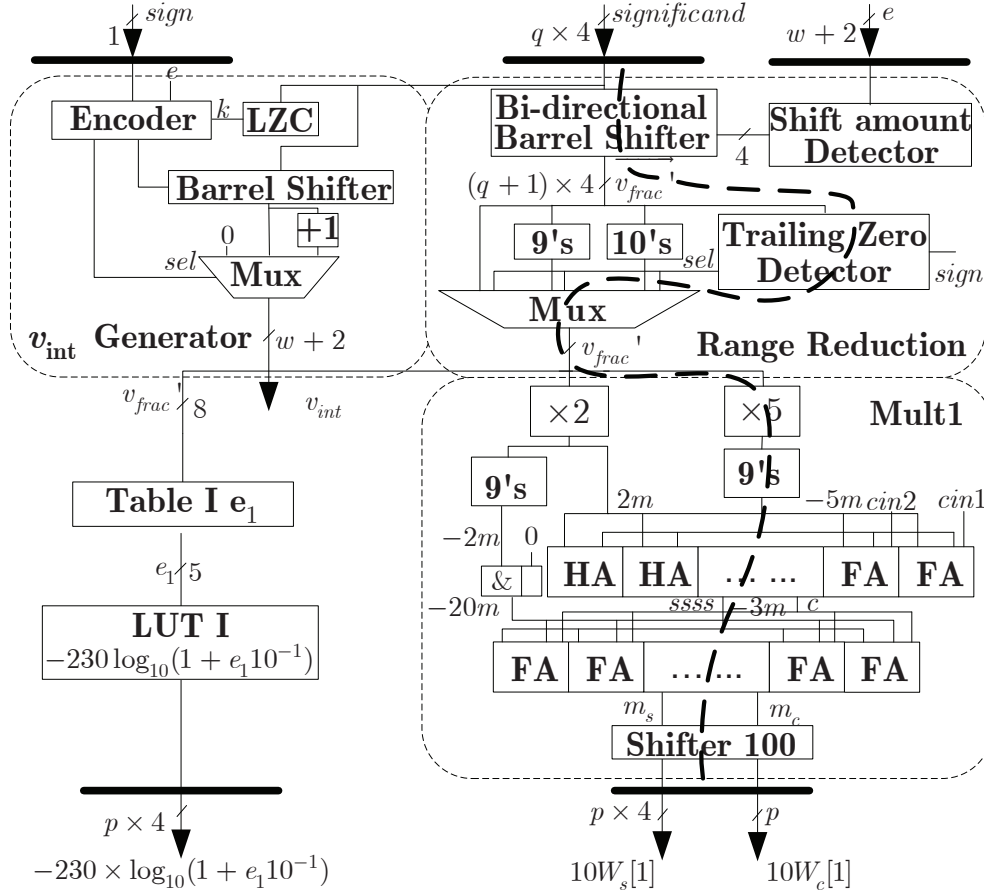 sign
significand
e
1
q × 4
w + 2
e
Encoder
k
LZC
Bi-directional
Barrel Shifter
4
Shift amount
Detector
Barrel Shifter
(q + 1) × 4
v_frac '
+1
0
sel
Mux
9's
10's
sel
Trailing Zero
Detector
sign
Mux
v_int Generator
w + 2
v_frac '
Range Reduction
v_frac '
8
v_int
×2
×5
Mult1
9's
9's
Table I e_1
2m
−5m
cin2
cin1
−2m
0
e_1
5
&
HA
HA
... ...
FA
FA
−20m
ssss
−3m
c
LUT I
−230 log_10(1 + e_1 10^−1)
FA
FA
... ...
FA
FA
m_s
m_c
Shifter 100
p × 4
p × 4
p
−230 × log_10(1 + e_1 10^−1)
10W_s[1]
10W_c[1]